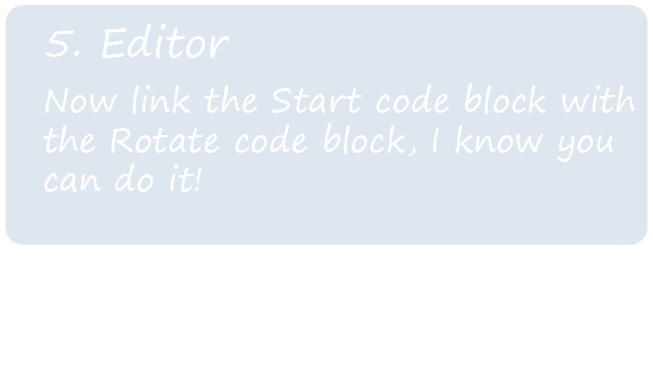 5. Editor
Now link the Start code block with
the Rotate code block, I know you
can do it!